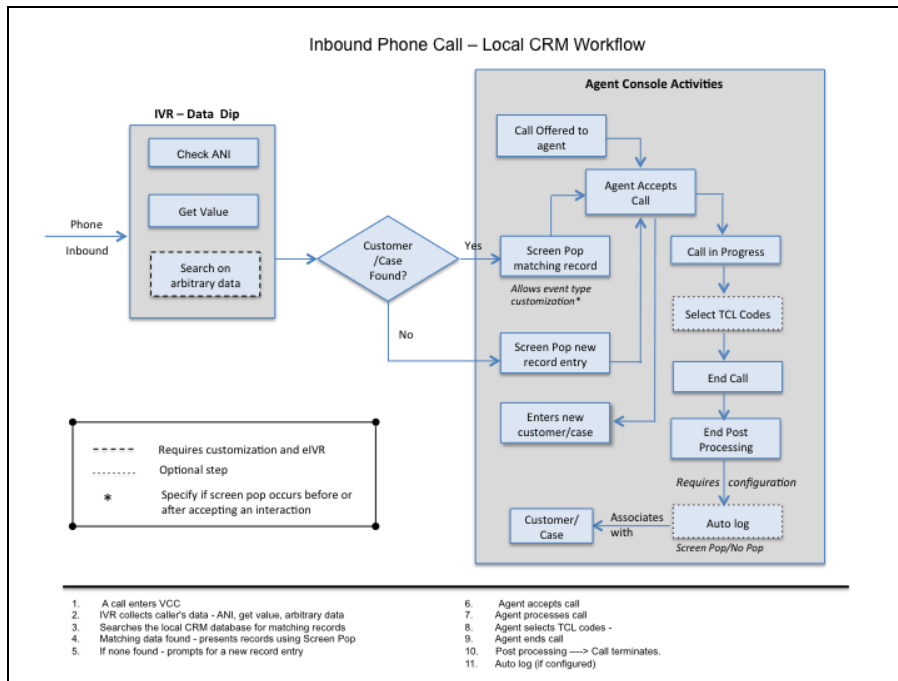 Inbound Phone Call – Local CRM Workflow
IVR – Data Dip
Check ANI
Get Value
Search on
arbitrary data
Phone
Inbound
Customer
/Case
Found?
Yes
No
Agent Console Activities
Call Offered to
agent
Agent Accepts
Call
Screen Pop
matching record
Allows event type
customization*
Screen Pop new
record entry
Enters new
customer/case
Call in Progress
Select TCL Codes
End Call
End Post
Processing
Requires configuration
Auto log
Screen Pop/No Pop
Associates
with
Customer/
Case
Requires customization and eIVR
Optional step
* Specify if screen pop occurs before or
after accepting an interaction
1. A call enters VCC
2. IVR collects caller's data - ANI, get value, arbitrary data
3. Searches the local CRM database for matching records
4. Matching data found - presents records using Screen Pop
5. If none found - prompts for a new record entry
6. Agent accepts call
7. Agent processes call
8. Agent selects TCL codes -
9. Agent ends call
10. Post processing ----> Call terminates.
11. Auto log (if configured)